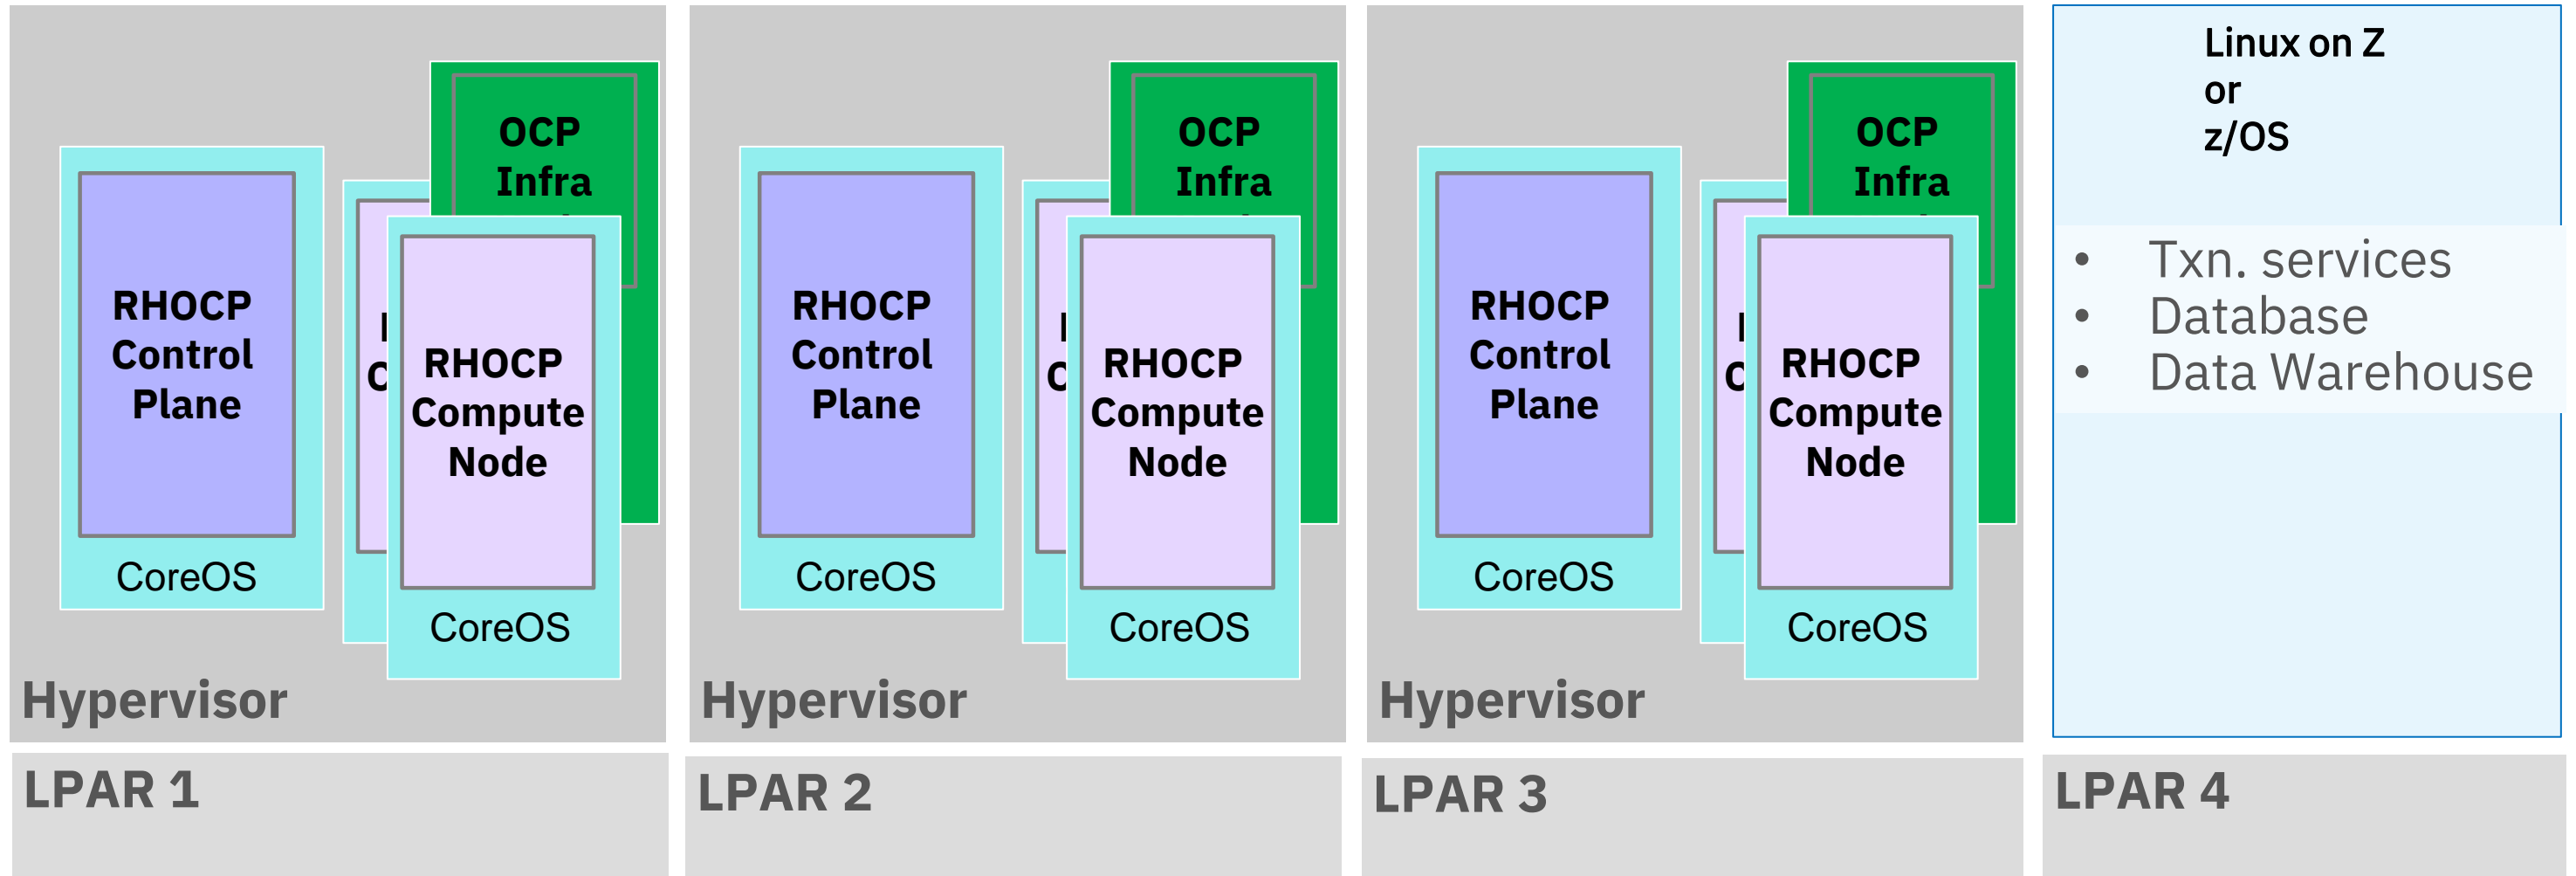 OCP
Infra
RHOCP
Control
Plane
CoreOS
RHOCP
Compute
Node
CoreOS
Hypervisor
LPAR 1
OCP
Infra
RHOCP
Control
Plane
CoreOS
RHOCP
Compute
Node
CoreOS
Hypervisor
LPAR 2
OCP
Infra
RHOCP
Control
Plane
CoreOS
RHOCP
Compute
Node
CoreOS
Hypervisor
LPAR 3
Linux on Z
or
z/OS
• Txn. services
• Database
• Data Warehouse
LPAR 4